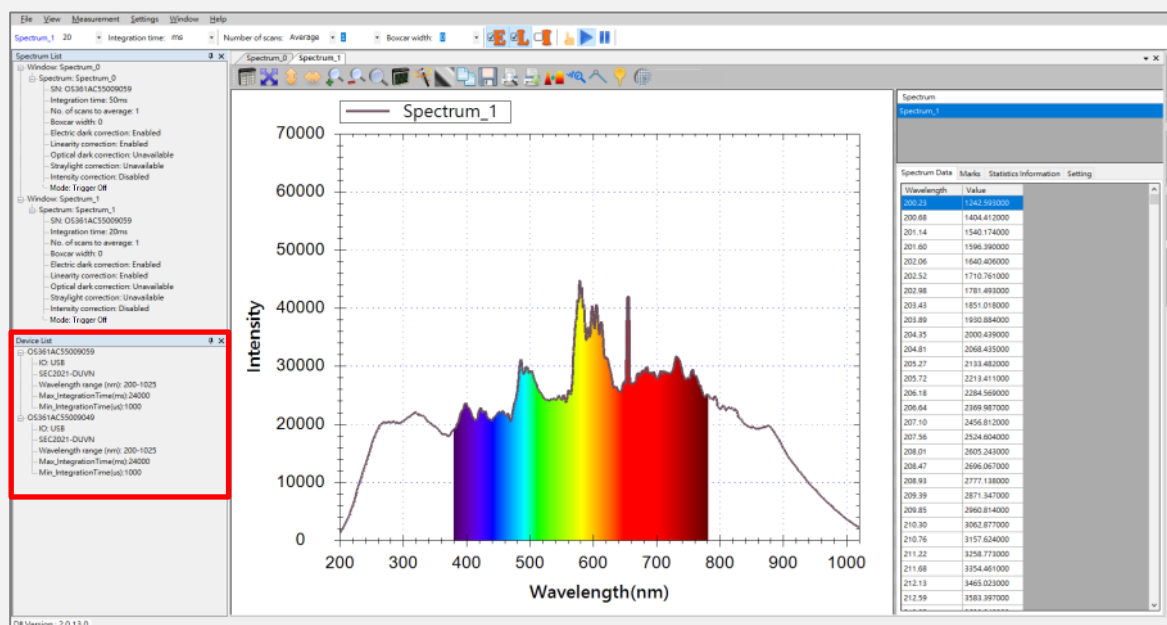 File View Measurement Settings Window Help
Spectrum_1 20 Integration time: ms Number of scans: Average 1 Boxcar width: 0 E L
Spectrum List
Window: Spectrum_0
Spectrum: Spectrum_0
SN: OS361AC55009059
Integration time: 50ms
No. of scans to average: 1
Boxcar width: 0
Electric dark correction: Enabled
Linearity correction: Enabled
Optical dark correction: Unavailable
Straylight correction: Unavailable
Intensity correction: Disabled
Mode: Trigger Off
Window: Spectrum_1
Spectrum: Spectrum_1
SN: OS361AC55009059
Integration time: 20ms
No. of scans to average: 1
Boxcar width: 0
Electric dark correction: Enabled
Linearity correction: Enabled
Optical dark correction: Unavailable
Straylight correction: Unavailable
Intensity correction: Disabled
Mode: Trigger Off
Device List
OS361AC55009059
IO: USB
SEC2021-DUVN
Wavelength range (nm): 200-1025
Max_IntegrationTime(ms):24000
Min_IntegrationTime(us):1000
OS361AC55009049
IO: USB
SEC2021-DUVN
Wavelength range (nm): 200-1025
Max_IntegrationTime(ms):24000
Min_IntegrationTime(us):1000
Spectrum_0 Spectrum_1
Spectrum_1
70000
60000
50000
40000
30000
20000
10000
0
Intensity
200 300 400 500 600 700 800 900 1000
Wavelength(nm)
Spectrum
Spectrum_1
Spectrum Data Marks Statistics Information Setting
Wavelength Value
200.23 1242.593000
200.68 1404.412000
201.14 1540.174000
201.60 1596.390000
202.06 1640.406000
202.52 1710.761000
202.98 1781.493000
203.43 1851.018000
203.89 1930.884000
204.35 2000.439000
204.81 2068.435000
205.27 2133.482000
205.72 2213.411000
206.18 2284.569000
206.64 2369.987000
207.10 2456.812000
207.56 2524.604000
208.01 2605.243000
208.47 2696.067000
208.93 2777.138000
209.39 2871.347000
209.85 2960.814000
210.30 3062.877000
210.76 3157.624000
211.22 3258.773000
211.68 3354.461000
212.13 3465.023000
212.59 3583.397000
Dll Version : 2.0.13.0